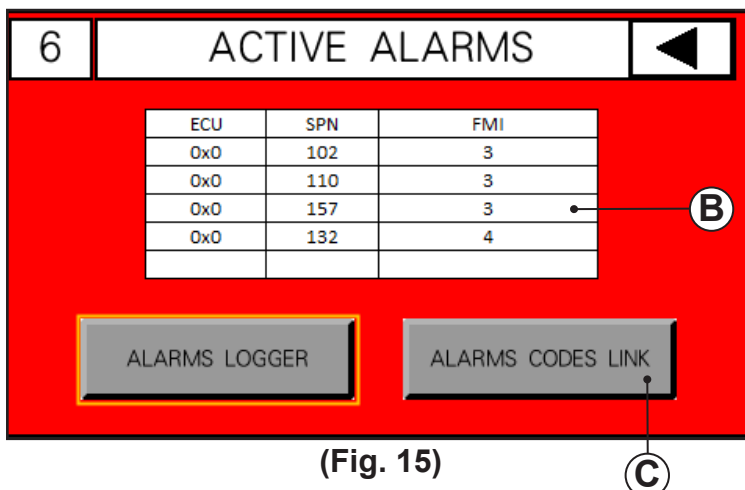 6 ACTIVE ALARMS
ECU SPN FMI
0x0 102 3
0x0 110 3
0x0 157 3
0x0 132 4
B
ALARMS LOGGER ALARMS CODES LINK
(Fig. 15)
C